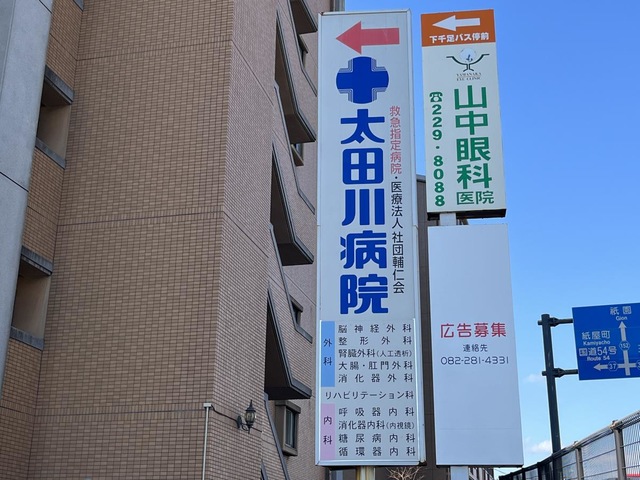 太田川病院
救急指定病院・医療法人社団輔仁会
外科
脳神経外科
整形外科
腎臓外科(人工透析)
大腸・肛門外科
消化器外科
リハビリテーション科
内科
呼吸器内科
消化器内科(内視鏡)
糖尿病内科
循環器内科
下千足バス停前
YAMANAKA
EYE CLINIC
山中眼科医院
☎229・8088
広告募集
連絡先
082-281-4331
祇園
Gion
紙屋町
Kamiyacho
国道54号
Route 54
152
37
37